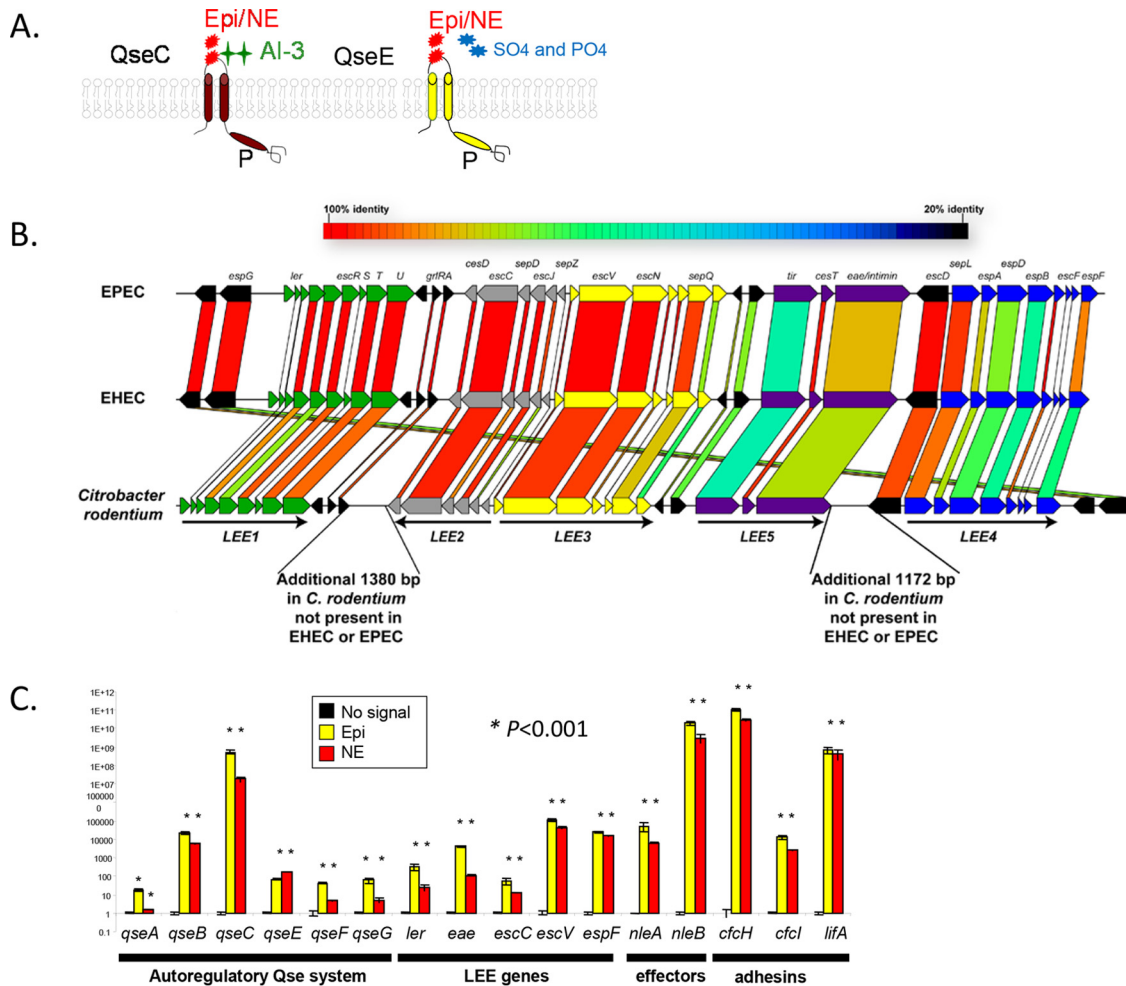 A.
Epi/NE
QseC
AI-3
P
Epi/NE
QseE
SO4 and PO4
P
B.
100% identity
20% identity
espG
ler
escR S T U
grlRA
cesD
escC
sepD
escJ
sepZ
escV
escN
sepQ
tir
cesT
eae/intimin
escD
sepL
espA
espD
espB
escF
espF
EPEC
EHEC
Citrobacter
rodentium
LEE1
LEE2
LEE3
LEE5
LEE4
Additional 1380 bp
in C. rodentium
not present in
EHEC or EPEC
Additional 1172 bp
in C. rodentium
not present in
EHEC or EPEC
C.
No signal
Epi
NE
* P<0.001
1E+12
1E+11
1E+10
1E+09
1E+08
1E+07
100000
0
100000
10000
1000
100
10
1
* * * * * * * * * * * * * * * * * * * * * * * * * * * * * * * *
qseA qseB qseC qseE qseF qseG ler eae escC escV espF nleA nleB cfcH cfcI lifA
Autoregulatory Qse system
LEE genes
effectors
adhesins